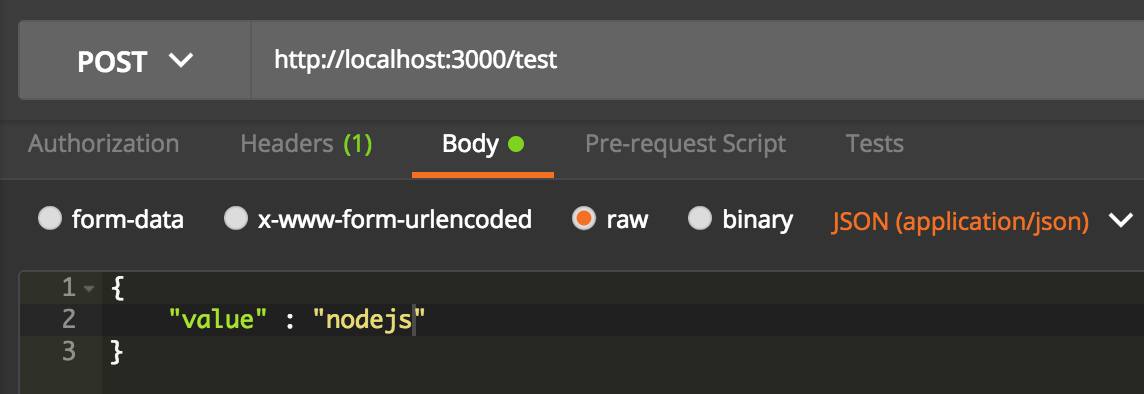 POST http://localhost:3000/test
Authorization Headers (1) Body Pre-request Script Tests
form-data x-www-form-urlencoded raw binary JSON (application/json)
1 {
2 "value" : "nodejs"
3 }